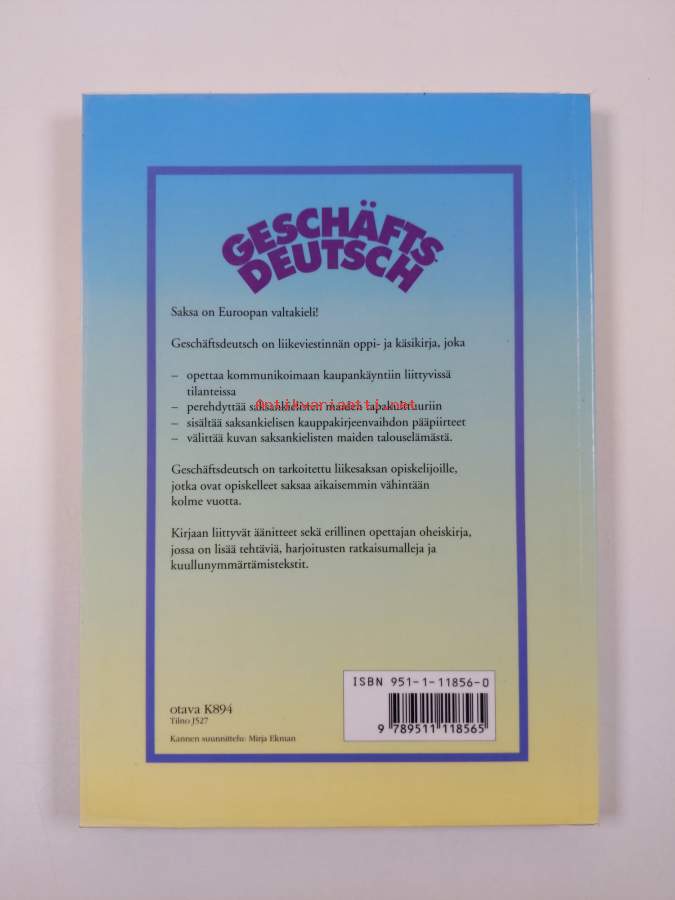 GESCHÄFTS
DEUTSCH
Saksa on Euroopan valtakieli!
Geschäftsdeutsch on liikeviestinnän oppi- ja käsikirja, joka
– opettaa kommunikoimaan kaupankäyntiin liittyvissä
tilanteissa
– perehdyttää saksankielisten maiden tapakulttuuriin
Antikvariaatti.net
– sisältää saksankielisen kauppakirjeenvaihdon pääpiirteet
– välittää kuvan saksankielisten maiden talouselämästä.
Geschäftsdeutsch on tarkoitettu liikesaksan opiskelijoille,
jotka ovat opiskelleet saksaa aikaisemmin vähintään
kolme vuotta.
Kirjaan liittyvät äänitteet sekä erillinen opettajan oheiskirja,
jossa on lisää tehtäviä, harjoitusten ratkaisumalleja ja
kuullunymmärtämistekstit.
ISBN 951-1-11856-0
9 789511 118565
otava K894
Tilno J527
Kannen suunnittelu: Mirja Ekman